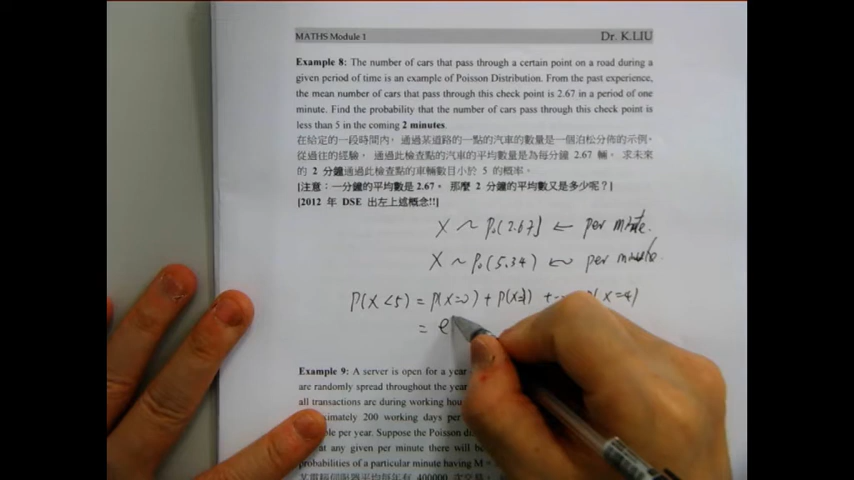 MATHS Module 1 Dr. K.LIU
Example 8: The number of cars that pass through a certain point on a road during a
given period of time is an example of Poisson Distribution. From the past experience,
the mean number of cars that pass through this check point is 2.67 in a period of one
minute. Find the probability that the number of cars pass through this check point is
less than 5 in the coming 2 minutes.
在給定的一段時間內，通過某道路的一點的汽車的數量是一個泊松分佈的示例。
從過往的經驗，通過此檢查點的汽車的平均數量是為每分鐘 2.67 輛。求未來
的 2 分鐘通過此檢查點的車輛數目小於 5 的概率。
[注意：一分鐘的平均數是 2.67。那麼 2 分鐘的平均數又是多少呢？]
[2012 年 DSE 出左上述概念!!]
X ~ Po(2.67) ← per minute.
X ~ Po(5.34) ← per minute.
P(X<5) = P(X=0) + P(X=1) + P(X=4)
= e
Example 9: A server is open for a year
are randomly spread throughout the year
all transactions are during working hou
200 working days per
per year. Suppose the Poisson
at any given per minute there will be
probabilities of a particular minute having M =
400000